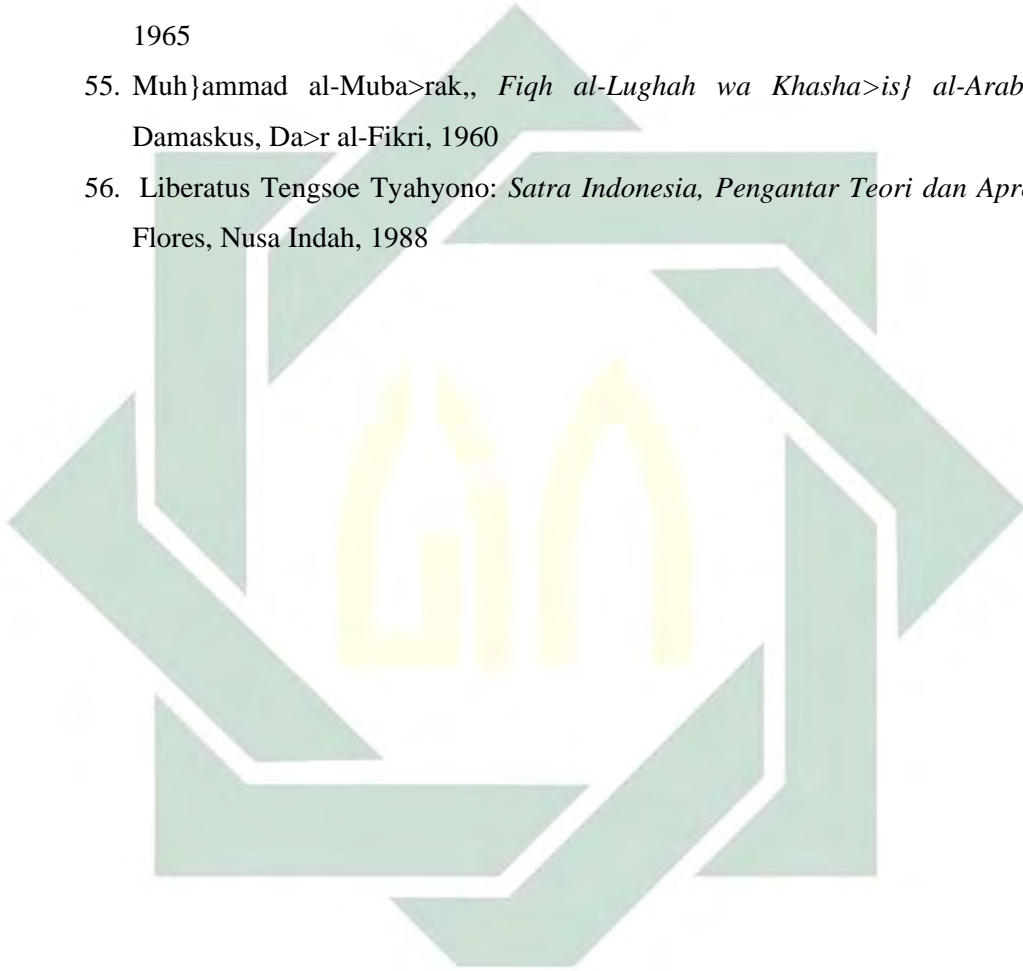 1965
55. Muh}ammad al-Muba>rak,, Fiqh al-Lughah wa Khasha>is} al-Arab
Damaskus, Da>r al-Fikri, 1960
56. Liberatus Tengsoe Tyahyono: Satra Indonesia, Pengantar Teori dan Apr
Flores, Nusa Indah, 1988